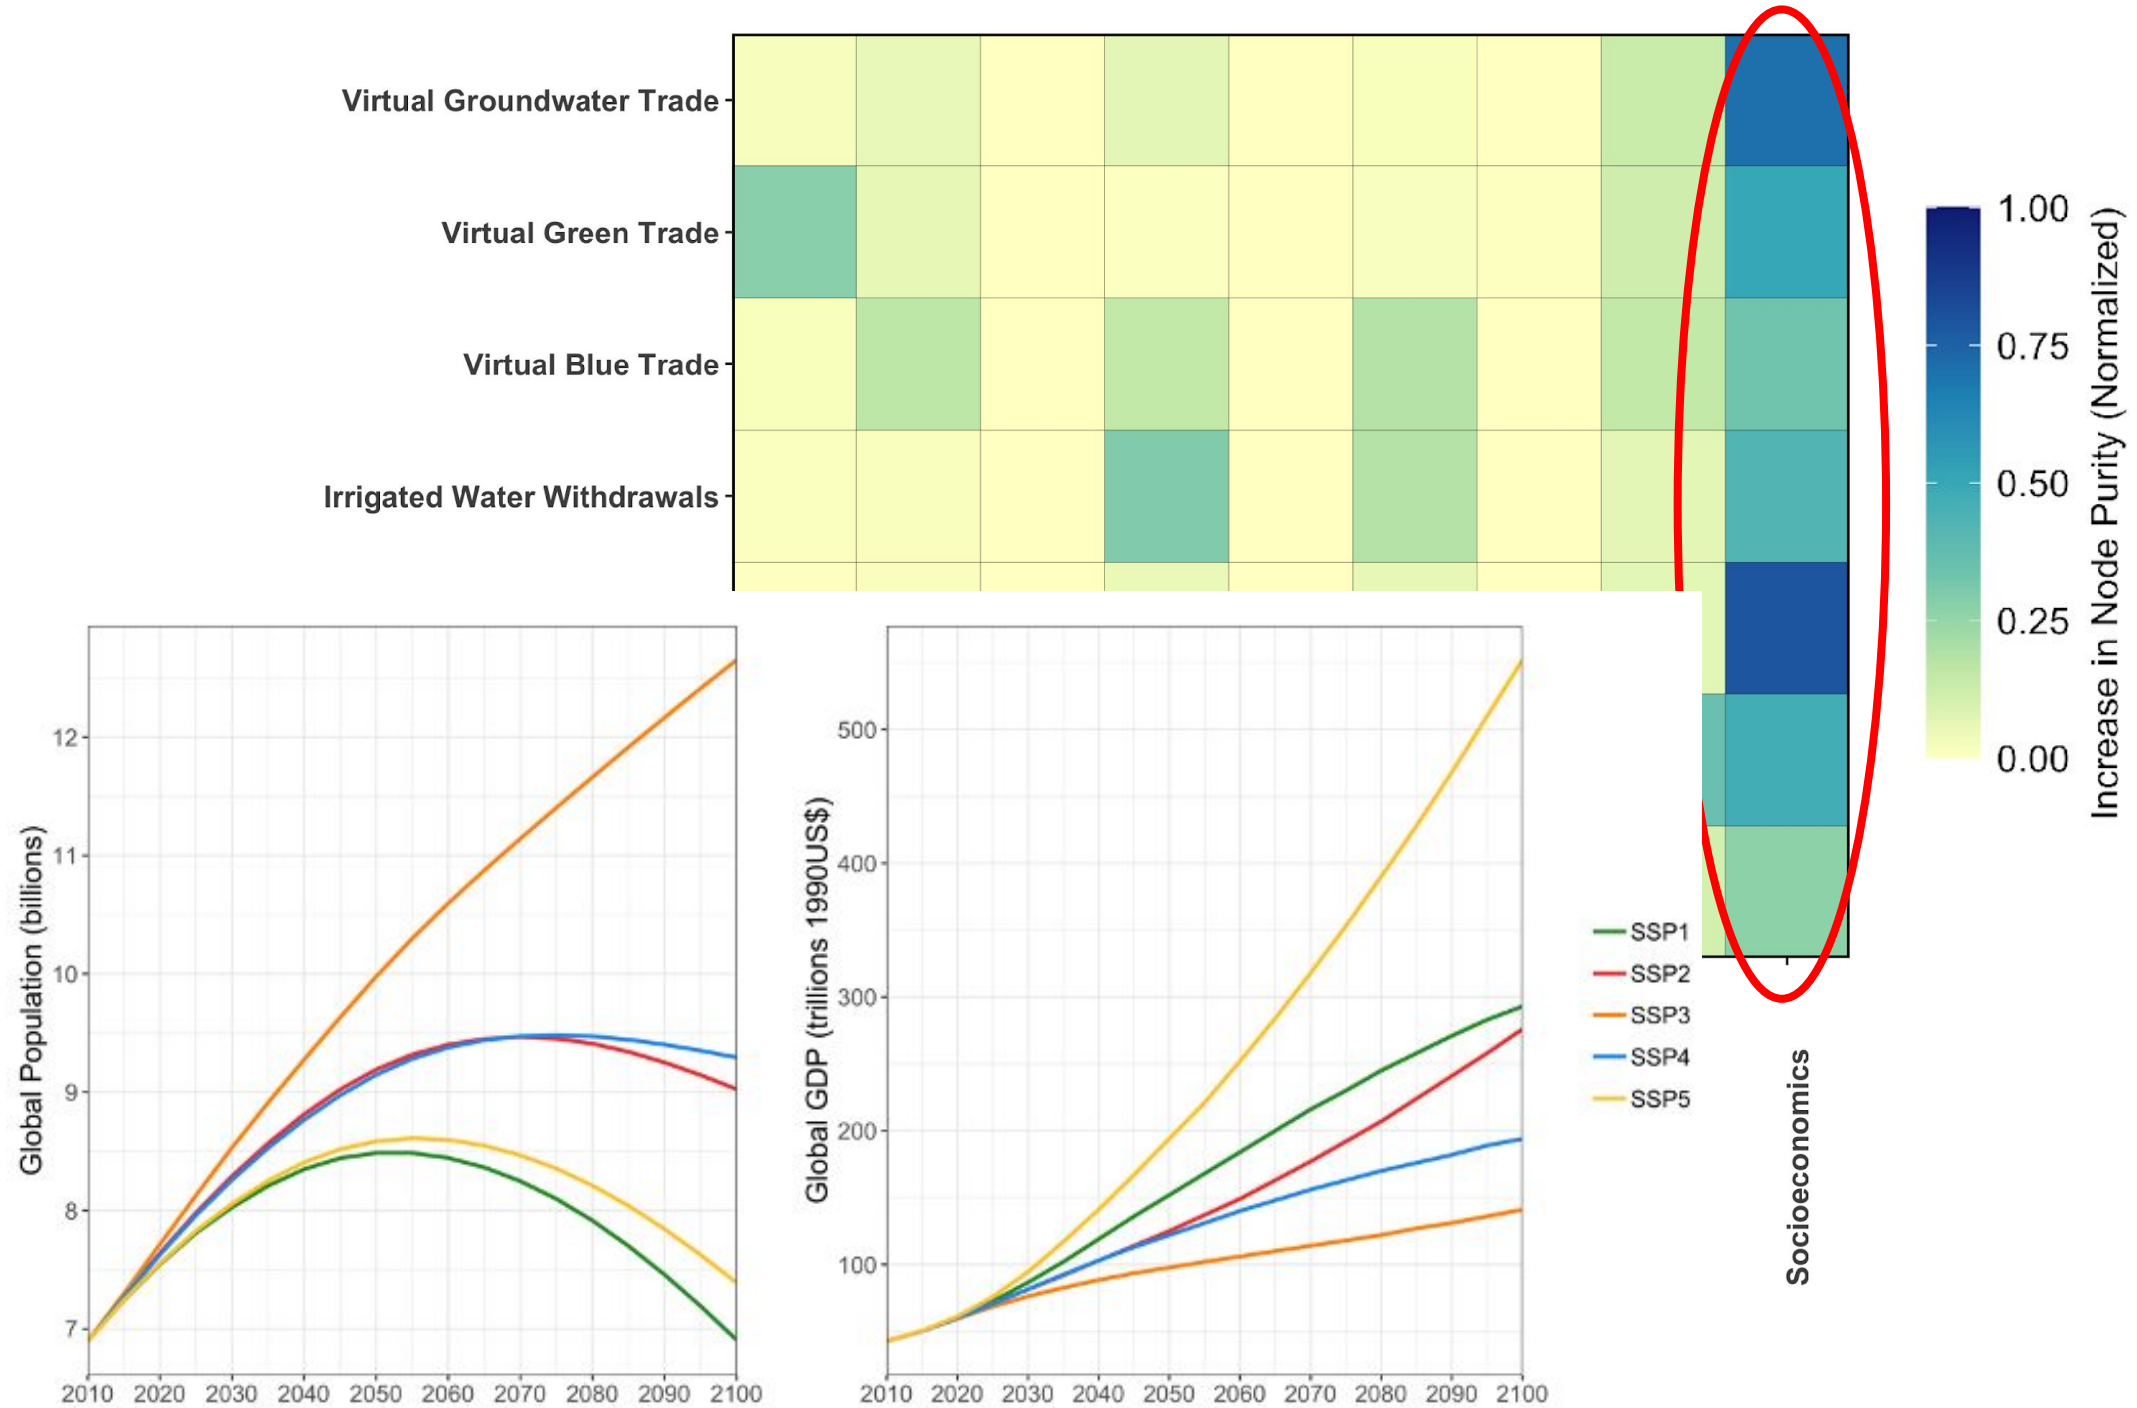 Virtual Groundwater Trade
Virtual Green Trade
Virtual Blue Trade
Irrigated Water Withdrawals
1.00
0.75
0.50
0.25
0.00
Increase in Node Purity (Normalized)
Socioeconomics
Global Population (billions)
12
11
10
9
8
7
2010 2020 2030 2040 2050 2060 2070 2080 2090 2100
Global GDP (trillions 1990US$)
500
400
300
200
100
2010 2020 2030 2040 2050 2060 2070 2080 2090 2100
SSP1
SSP2
SSP3
SSP4
SSP5